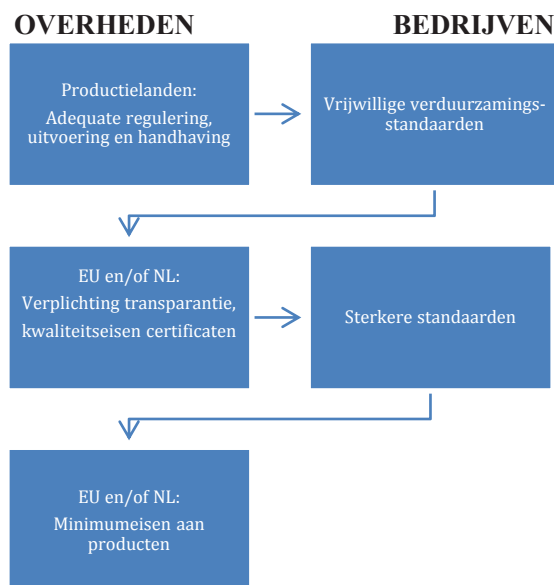 OVERHEDEN
BEDRIJVEN
Productielanden:
Adequate regulering,
uitvoering en handhaving
Vrijwillige verduurzamings-
standaarden
EU en/of NL:
Verplichting transparantie,
kwaliteitseisen certificaten
Sterkere standaarden
EU en/of NL:
Minimumeisen aan
producten